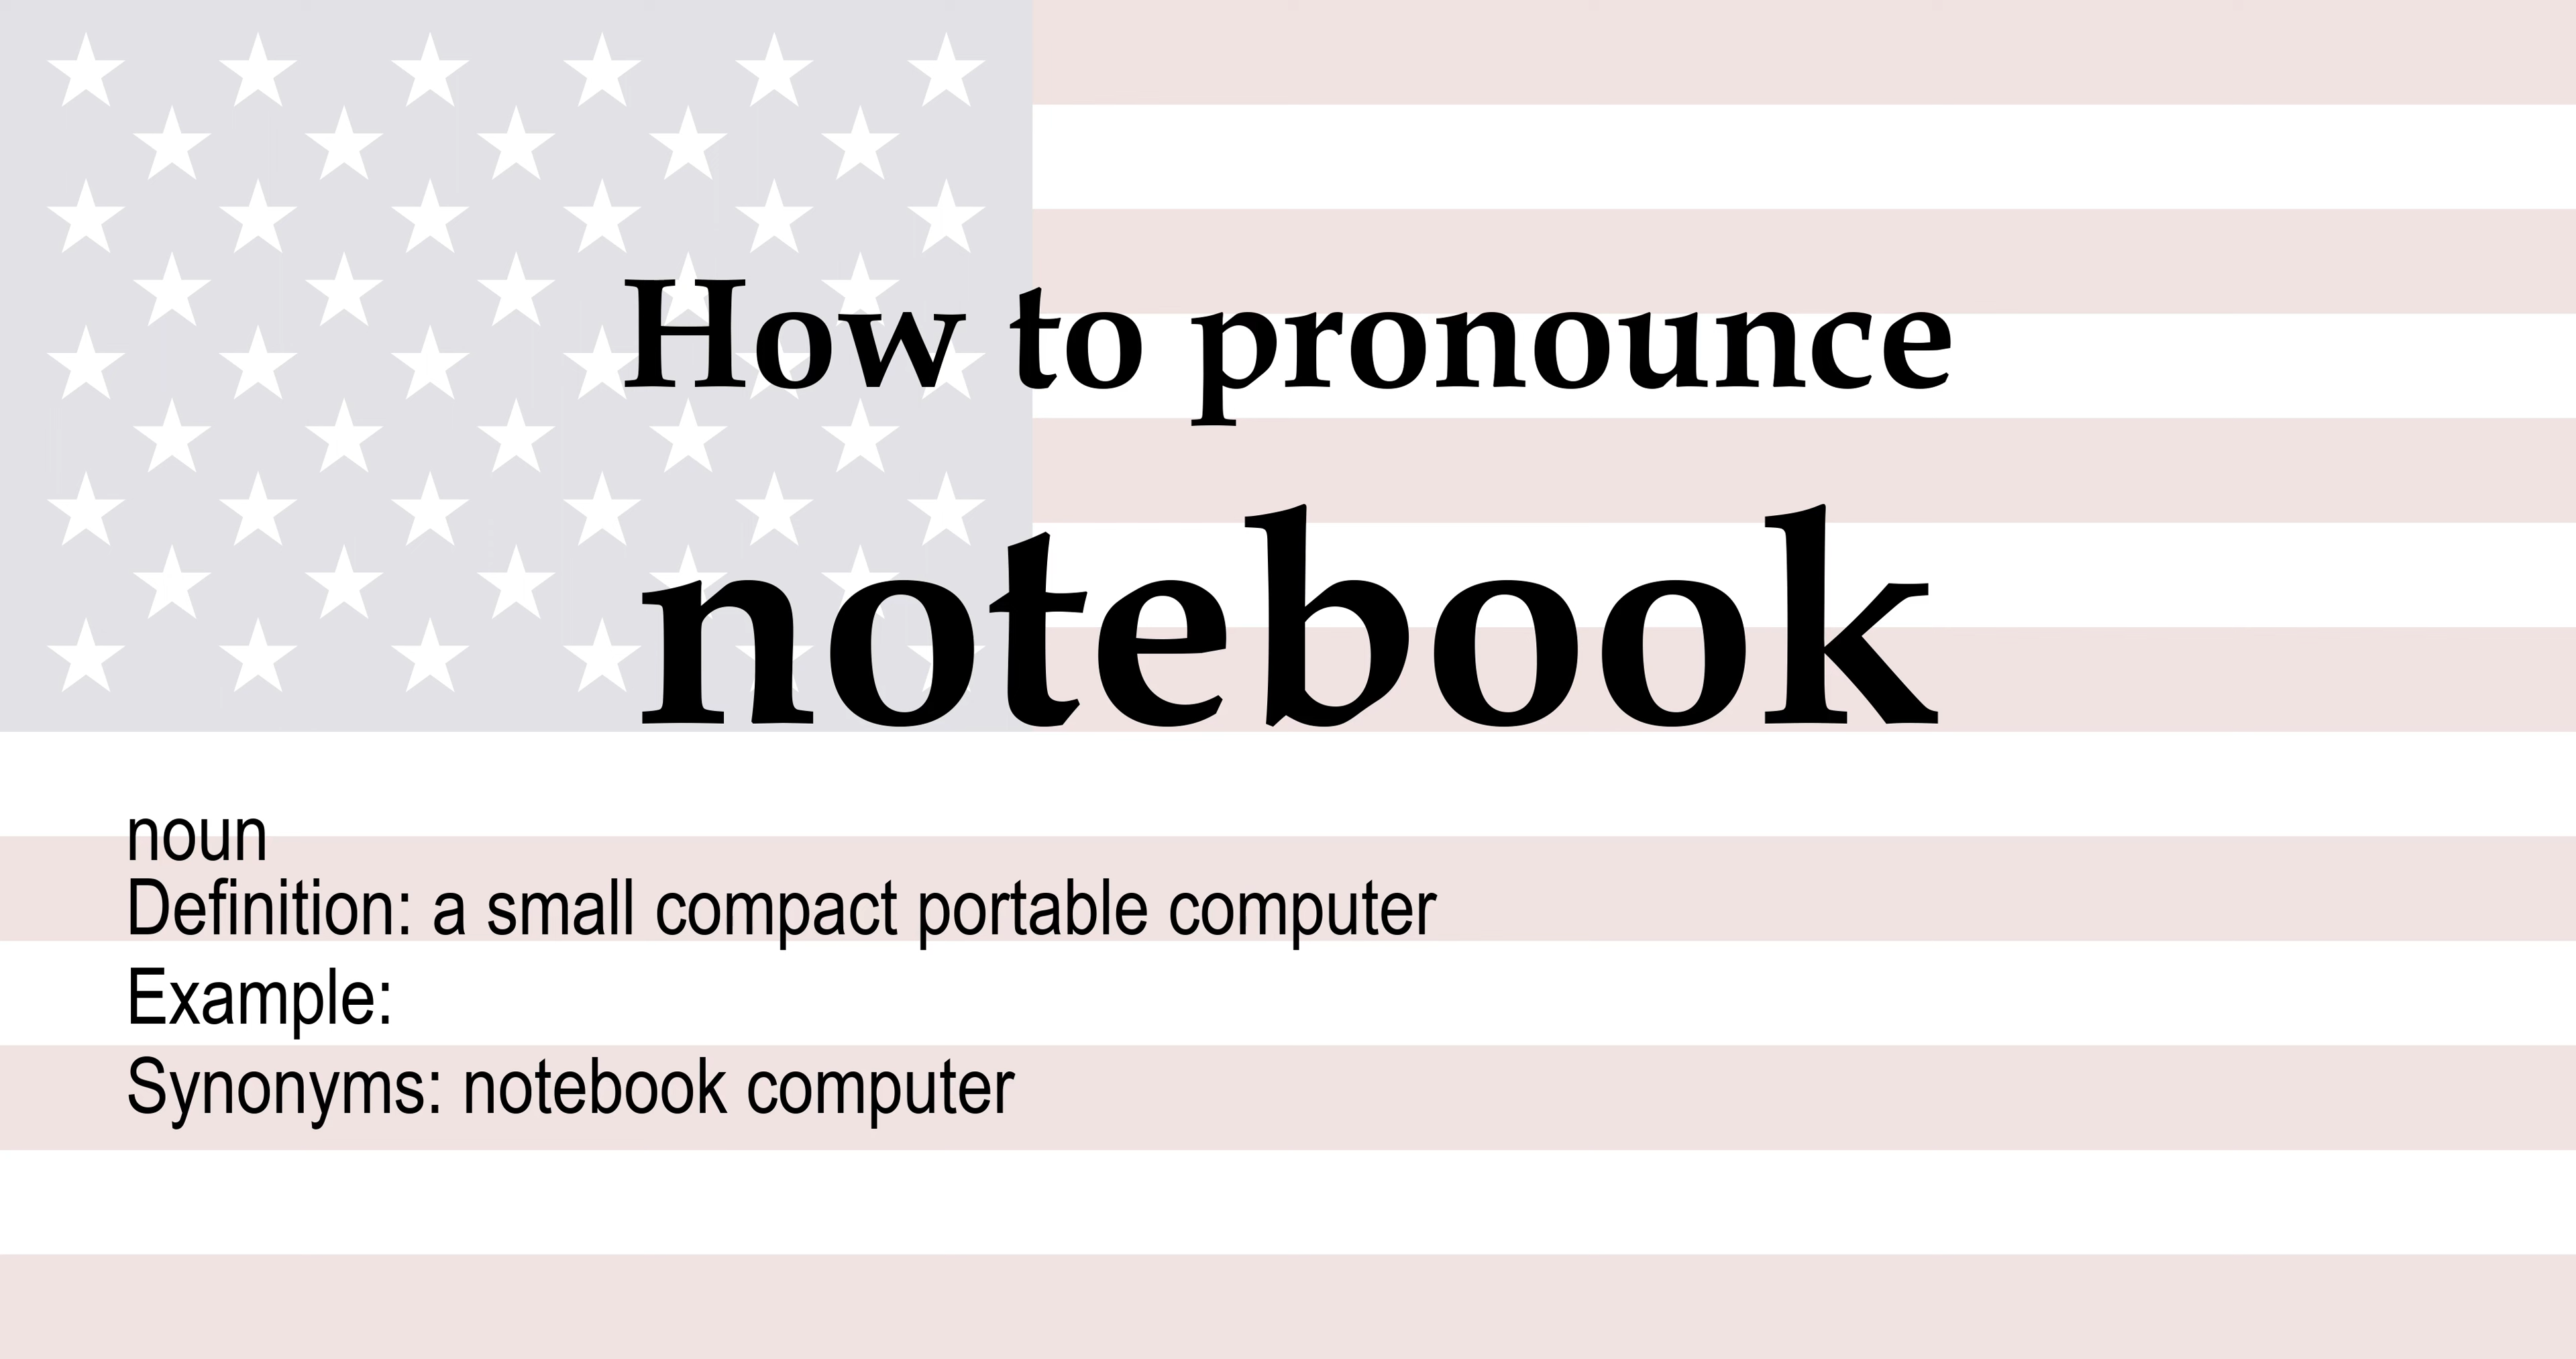 How to pronounce
notebook
noun
Definition: a small compact portable computer
Example:
Synonyms: notebook computer